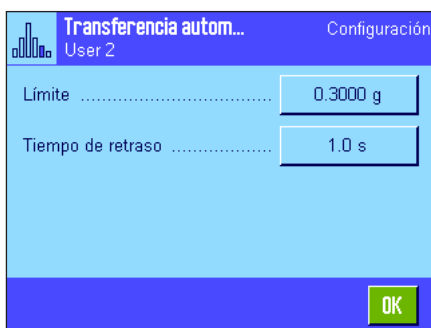 Transferencia autom... Configuración
User 2
Límite .................................. 0.3000 g
Tiempo de retraso .................. 1.0 s
OK